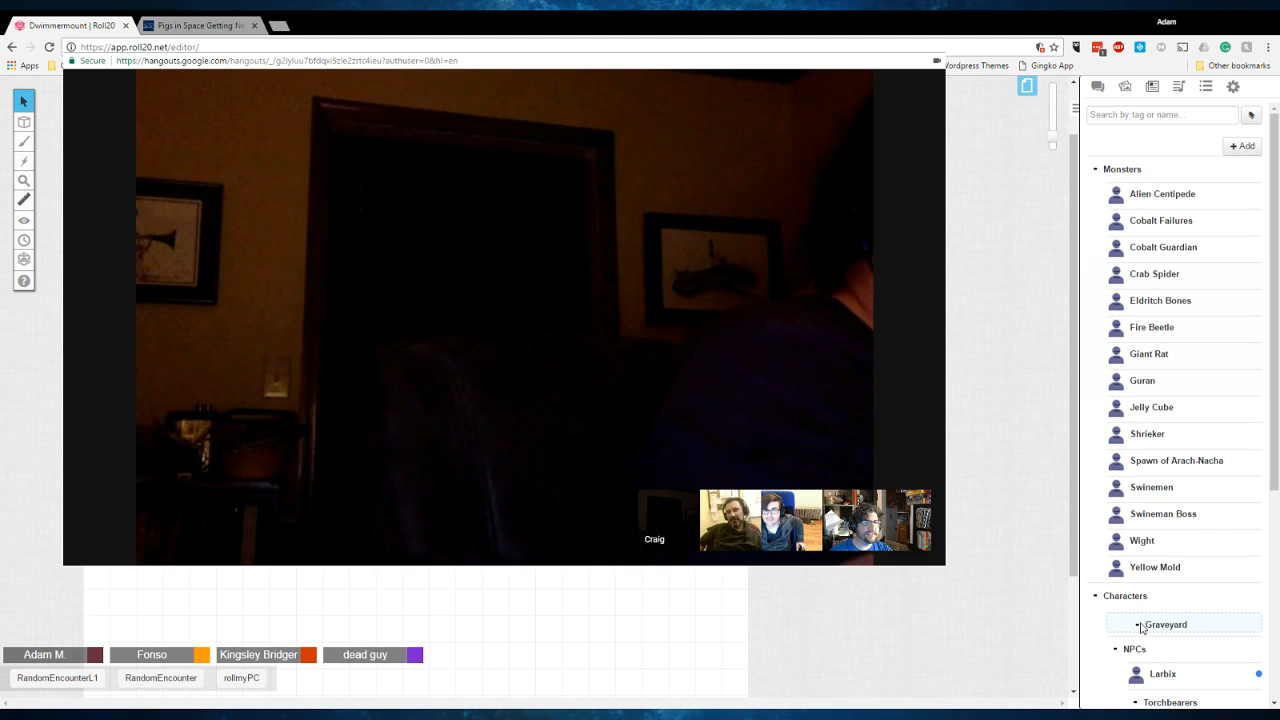 Adam
Dwimmermount | Roll20
Pigs in Space Getting Ne
https://app.roll20.net/editor/
Secure
https://hangouts.google.com/hangouts/_/g2lyluu7bfdqxi5zle2zrtc4ieu?authuser=0&hl=en
Apps
Wordpress Themes
Gingko App
Other bookmarks
Search by tag or name...
+ Add
Monsters
Alien Centipede
Cobalt Failures
Cobalt Guardian
Crab Spider
Eldritch Bones
Fire Beetle
Giant Rat
Guran
Jelly Cube
Shrieker
Spawn of Arach-Nacha
Swinemen
Swineman Boss
Wight
Yellow Mold
Characters
Graveyard
NPCs
Larbix
Torchbearers
Craig
Adam M.
Fonso
Kingsley Bridger
dead guy
RandomEncounterL1
RandomEncounter
rollmyPC